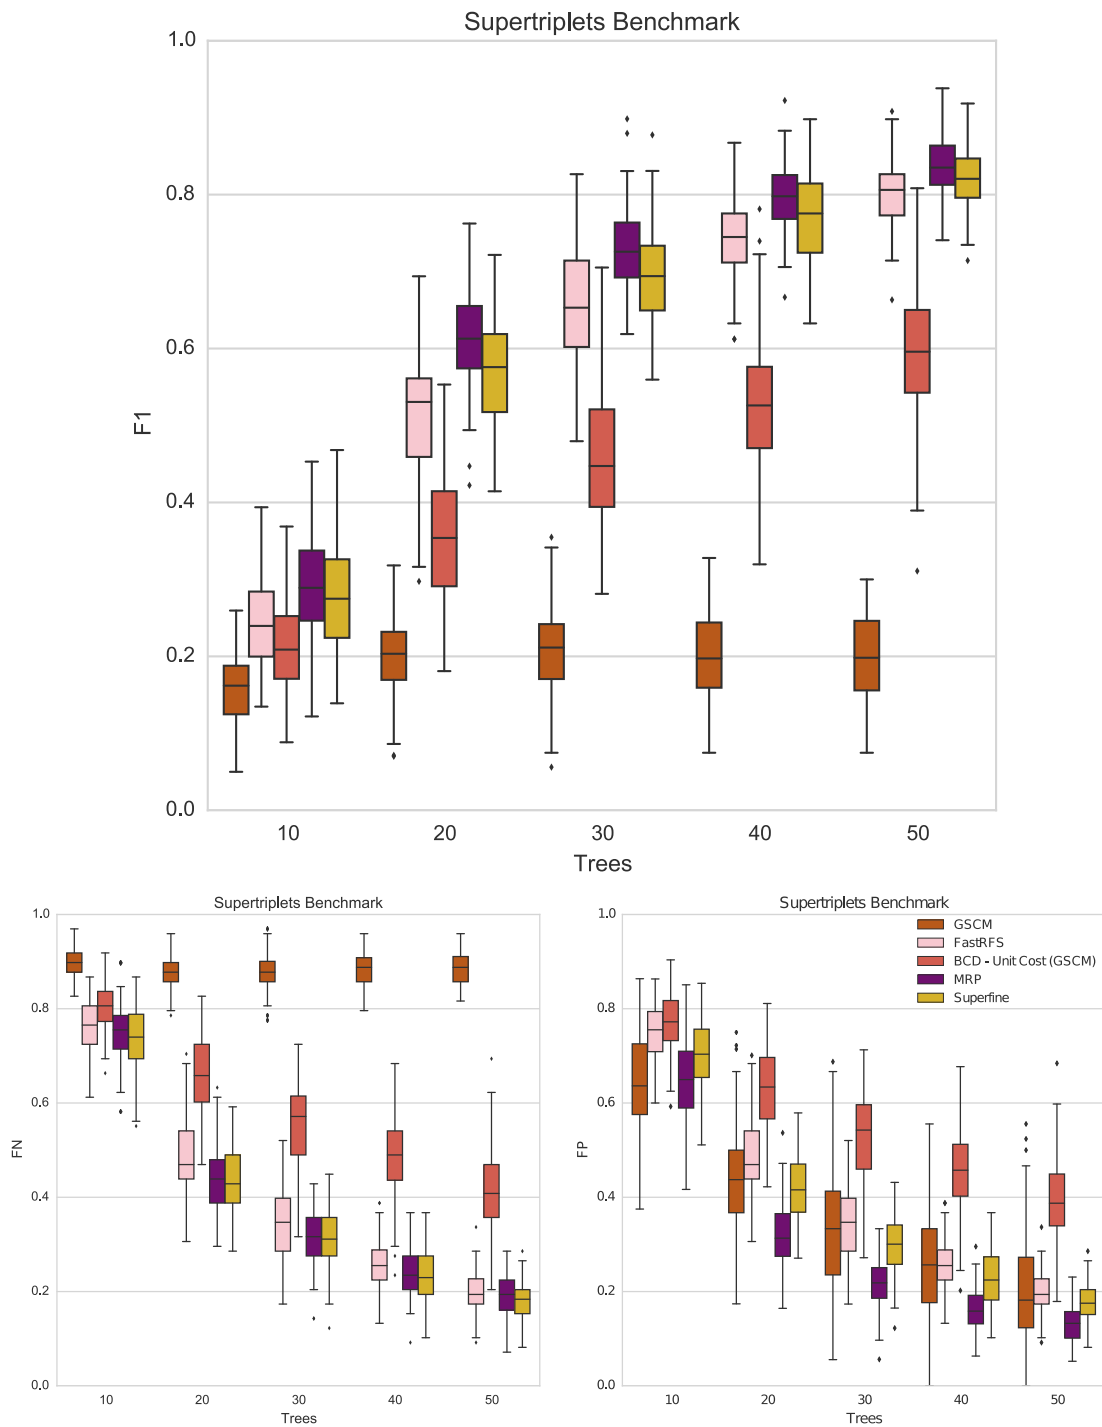 Supertriplets Benchmark
1.0
0.8
0.6
0.4
0.2
0.0
F1
10 20 30 40 50
Trees
Supertriplets Benchmark
1.0
0.8
0.6
0.4
0.2
0.0
FN
10 20 30 40 50
Trees
Supertriplets Benchmark
GSCM
FastRFS
BCD - Unit Cost (GSCM)
MRP
Superfine
1.0
0.8
0.6
0.4
0.2
0.0
FP
10 20 30 40 50
Trees